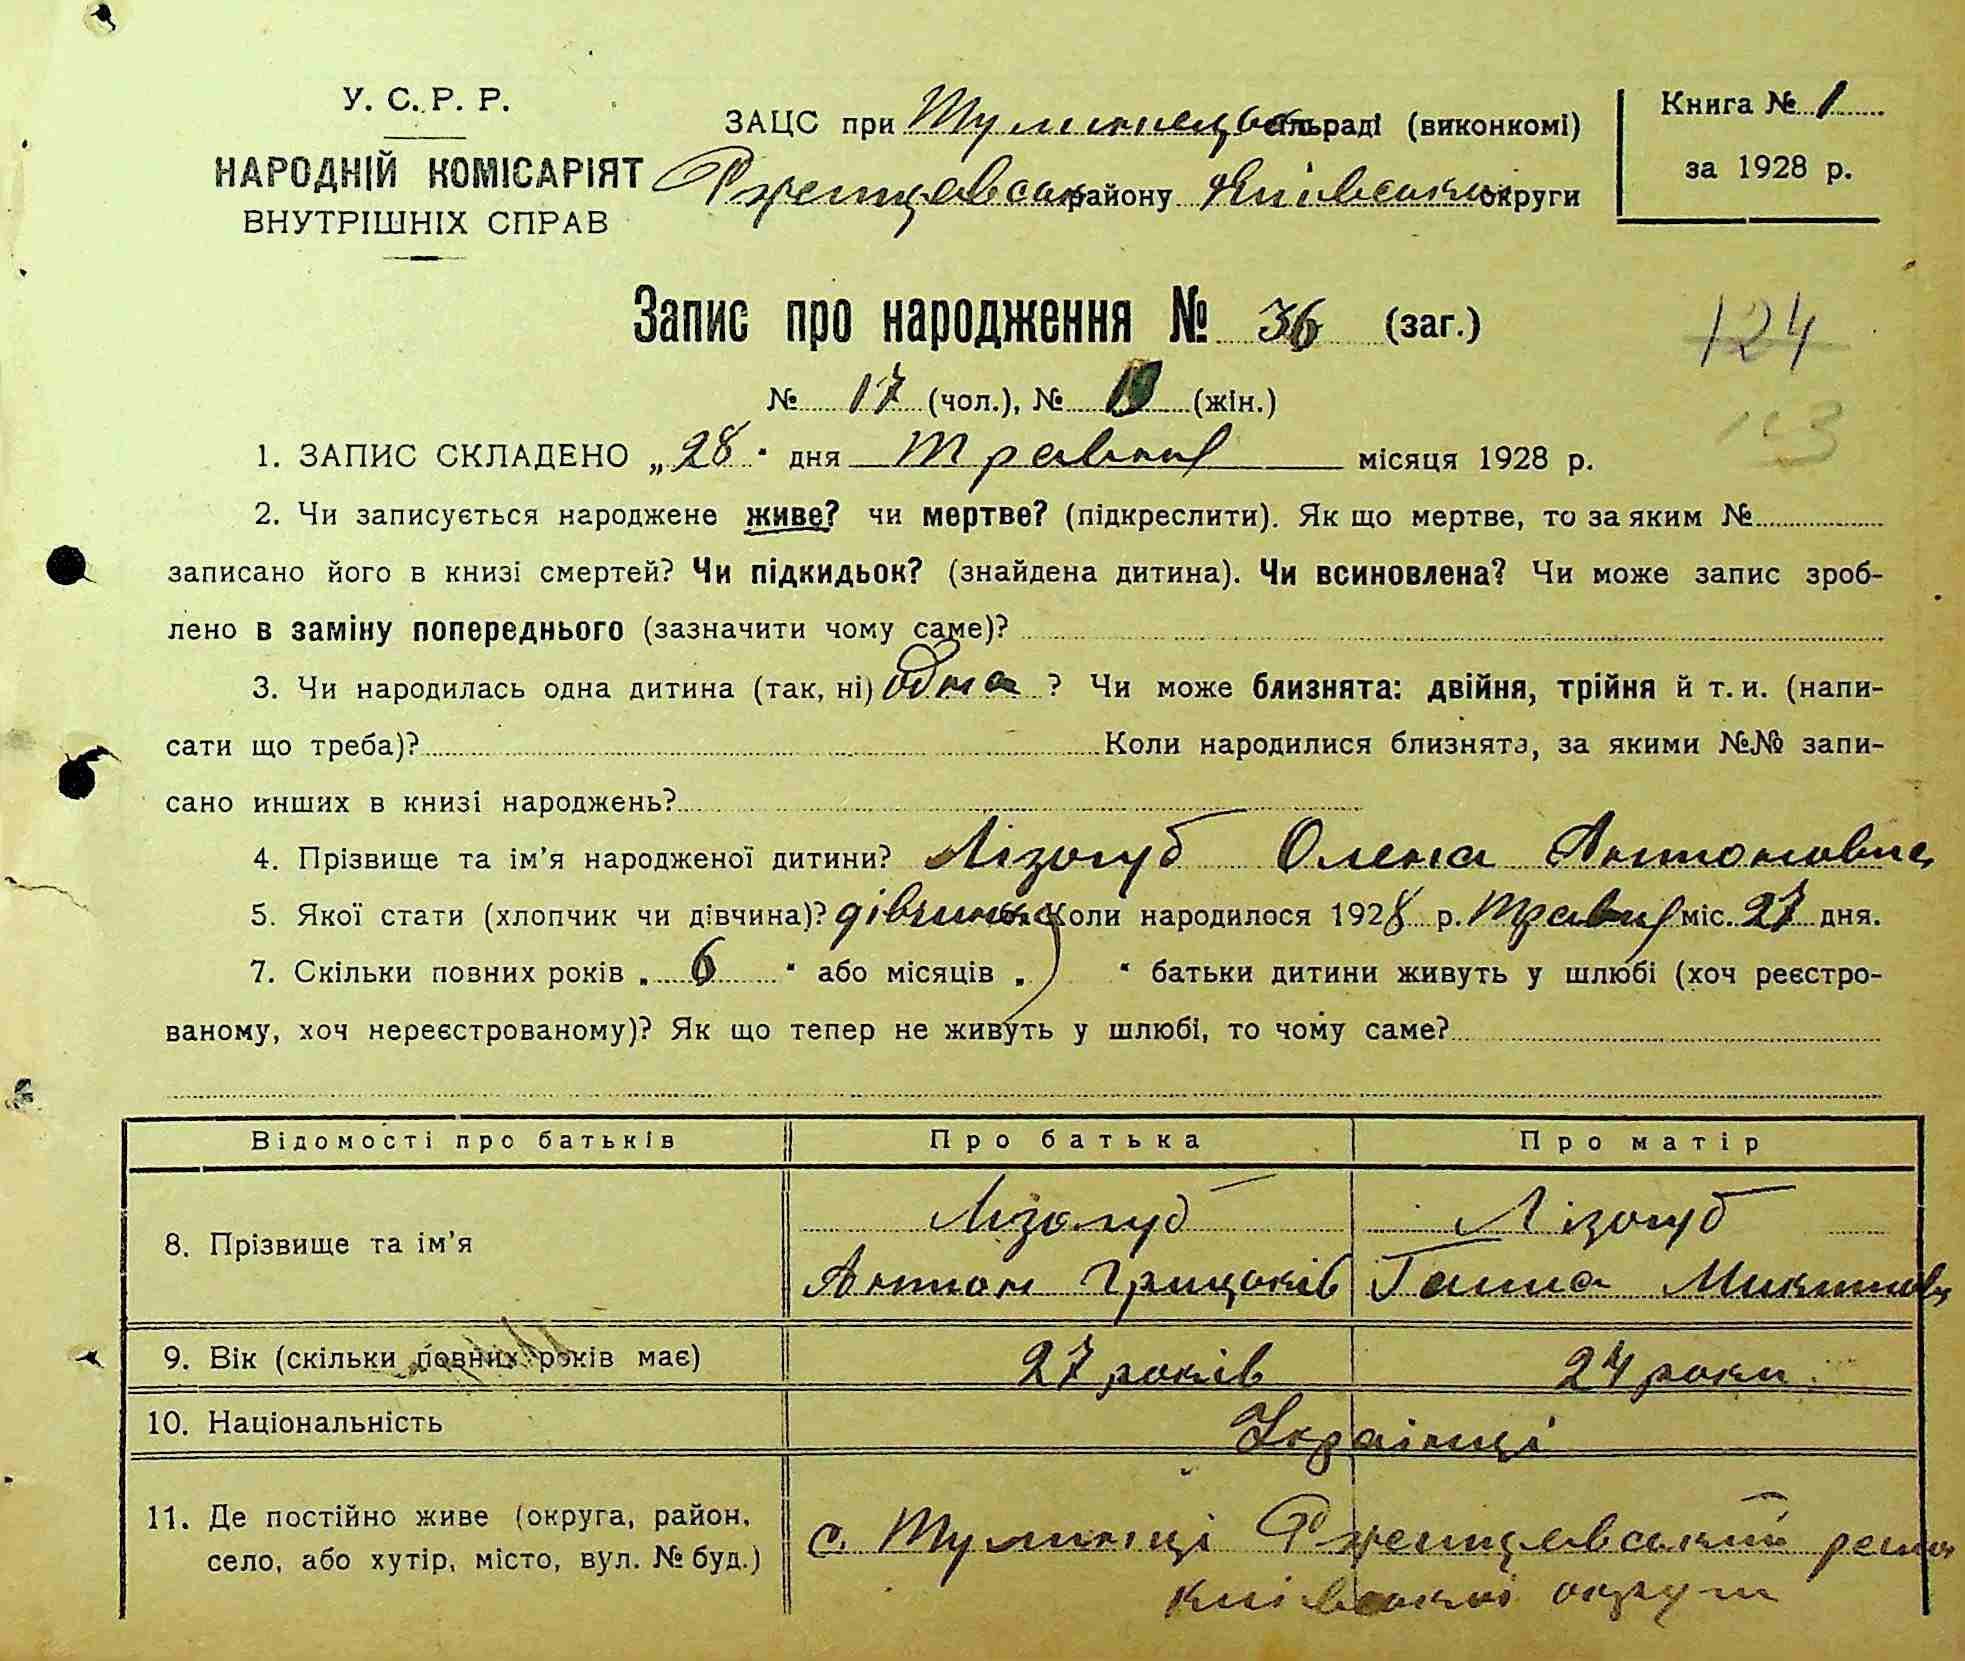 У. С. Р. Р.
НАРОДНІЙ КОМІСАРІЯТ
ВНУТРІШНІХ СПРАВ
ЗАЦС при сільраді (виконкомі)
району Київської округи
Книга № 1
за 1928 р.
Запис про народження № 36 (заг.)
124
№ 17 (чол.), № (жін.)
1. ЗАПИС СКЛАДЕНО „28" дня травня місяця 1928 р.
2. Чи записується народжене живе? чи мертве? (підкреслити). Як що мертве, то за яким №
записано його в книзі смертей? Чи підкидьок? (знайдена дитина). Чи всиновлена? Чи може запис зроб-
лено в заміну попереднього (зазначити чому саме)?
3. Чи народилась одна дитина (так, ні) одна ? Чи може близнята: двійня, трійня й т. и. (напи-
сати що треба)? Коли народилися близнята, за якими №№ запи-
сано инших в книзі народжень?
4. Прізвище та ім'я народженої дитини? Лізогуб Олена Антоновна
5. Якої стати (хлопчик чи дівчина)? дівчинка Коли народилося 1928 р. Травня міс. 27 дня.
7. Скільки повних років „ 6 " або місяців „ " батьки дитини живуть у шлюбі (хоч реєстро-
ваному, хоч нереєстрованому)? Як що тепер не живуть у шлюбі, то чому саме?
Відомості про батьків Про батька Про матір
8. Прізвище та ім'я
Лізогуб
Антон Грицьків
Лізогуб
Ганна
9. Вік (скільки повних років має) 27 років 24 роки
10. Національність Українці
11. Де постійно живе (округа, район,
село, або хутір, місто, вул. № буд.)
с. Тулинці Ржищевський
київської округи